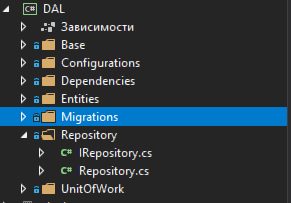 C# DAL
Зависимости
Base
Configurations
Dependencies
Entities
Migrations
Repository
C# IRepository.cs
C# Repository.cs
UnitOfWork